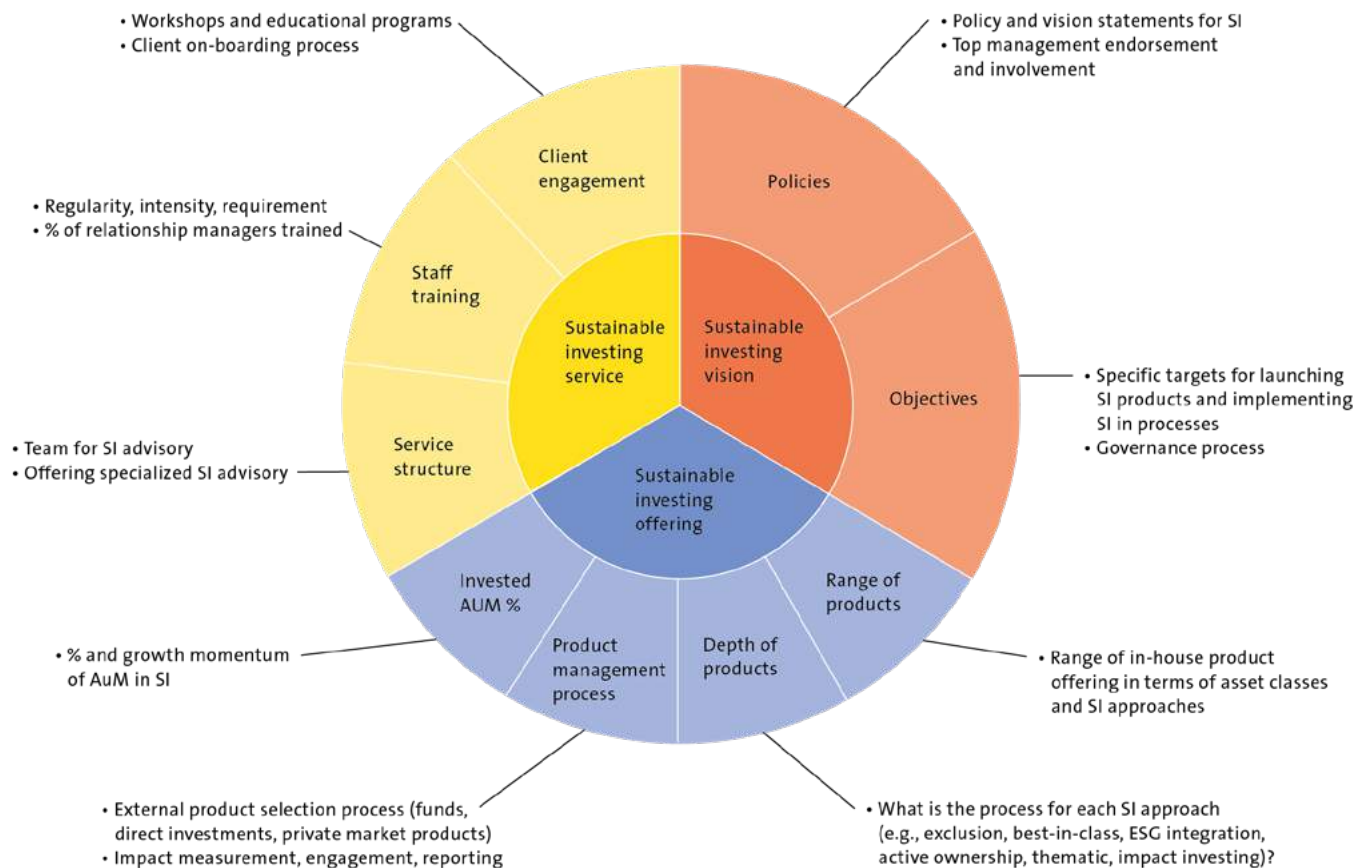 • Workshops and educational programs
• Client on-boarding process
• Policy and vision statements for SI
• Top management endorsement
and involvement
Client
engagement
Policies
• Regularity, intensity, requirement
• % of relationship managers trained
Staff
training
Sustainable
investing
service
Sustainable
investing
vision
Objectives
• Specific targets for launching
SI products and implementing
SI in processes
• Governance process
• Team for SI advisory
• Offering specialized SI advisory
Service
structure
Sustainable
investing
offering
Invested
AUM %
Product
management
process
Depth of
products
Range of
products
• % and growth momentum
of AuM in SI
• Range of in-house product
offering in terms of asset classes
and SI approaches
• External product selection process (funds,
direct investments, private market products)
• Impact measurement, engagement, reporting
• What is the process for each SI approach
(e.g., exclusion, best-in-class, ESG integration,
active ownership, thematic, impact investing)?